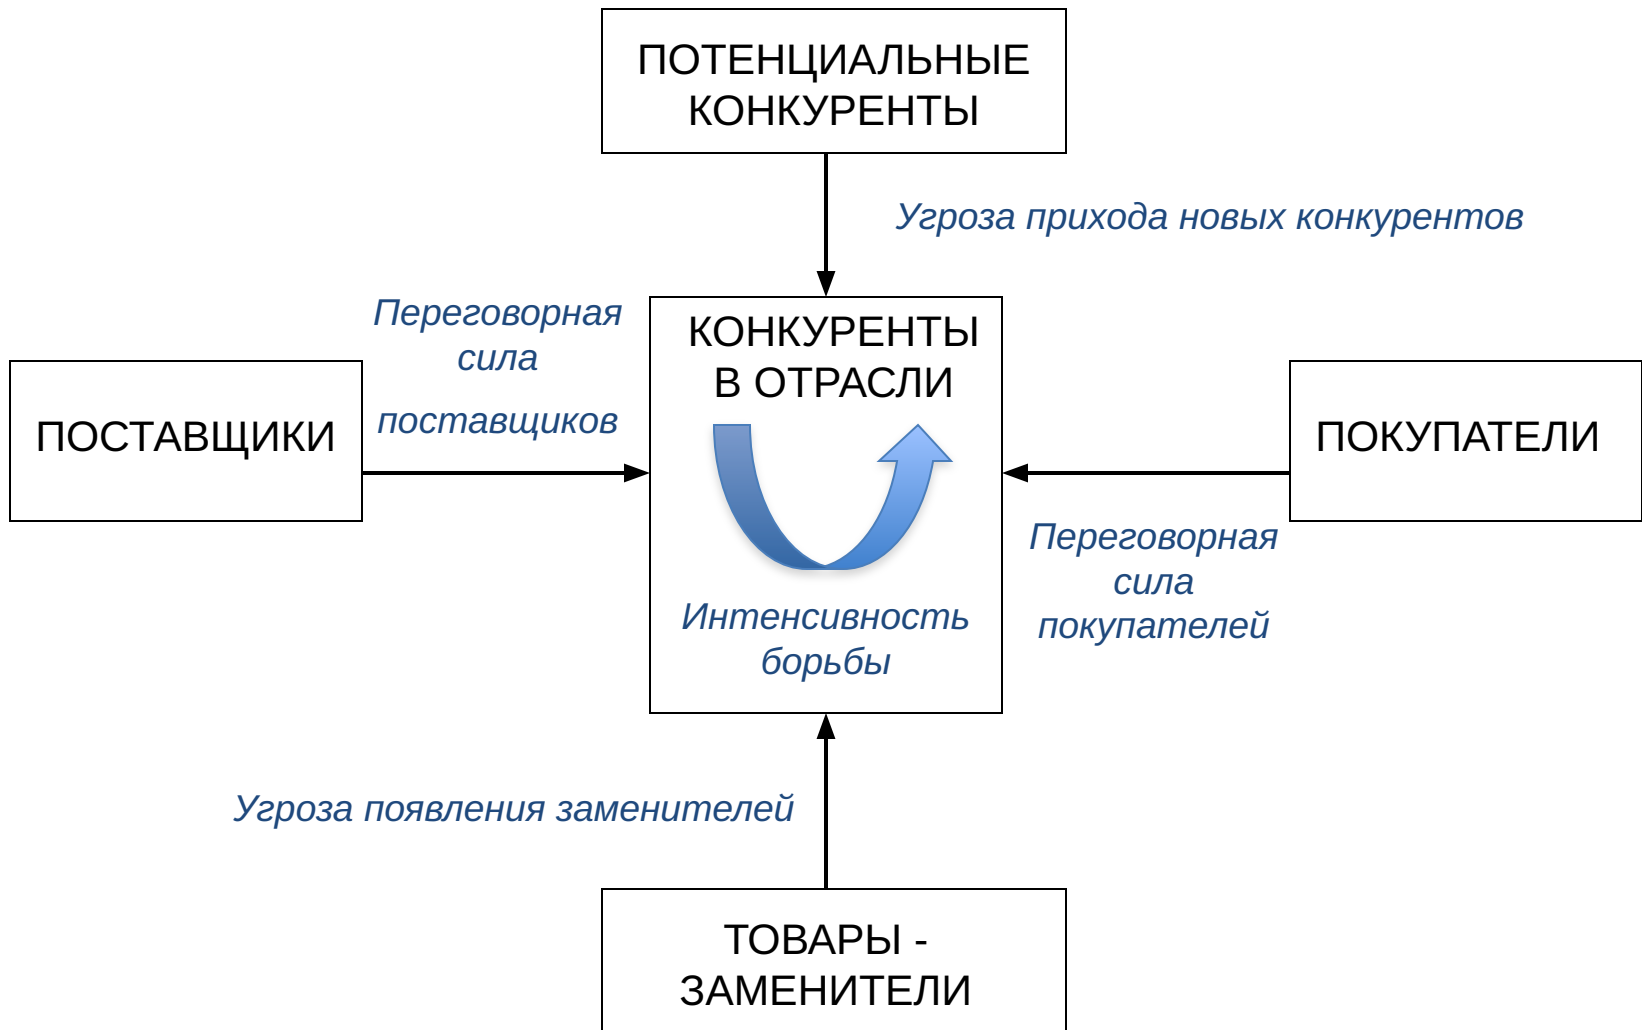 ПОТЕНЦИАЛЬНЫЕ
КОНКУРЕНТЫ
Угроза прихода новых конкурентов
Переговорная
сила
поставщиков
ПОСТАВЩИКИ
КОНКУРЕНТЫ
В ОТРАСЛИ
Интенсивность
борьбы
ПОКУПАТЕЛИ
Переговорная
сила
покупателей
Угроза появления заменителей
ТОВАРЫ -
ЗАМЕНИТЕЛИ